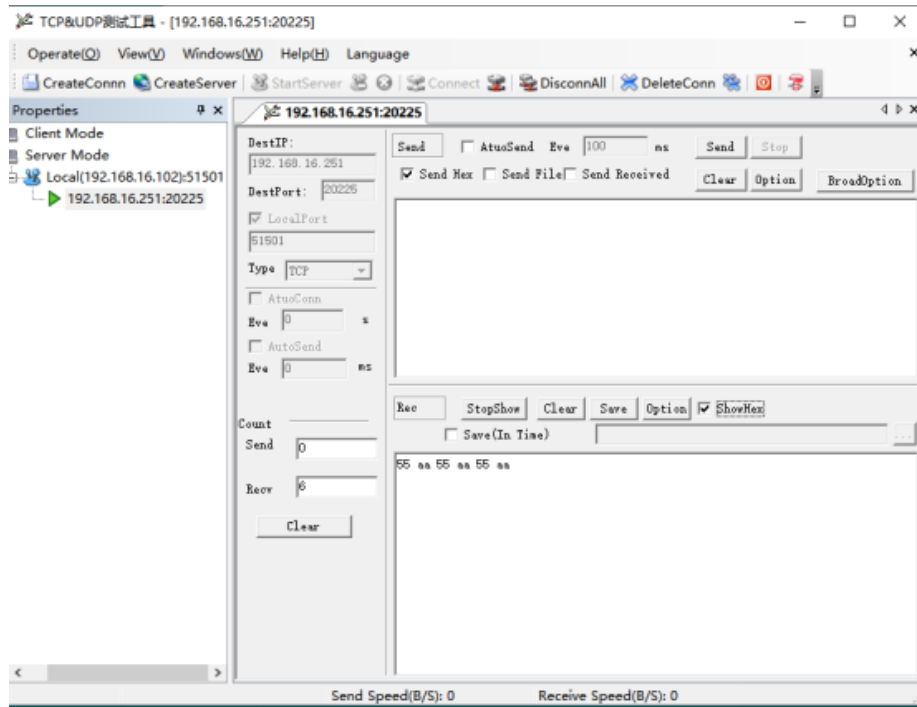 TCP&UDP测试工具 - [192.168.16.251:20225]
Operate(O) View(V) Windows(W) Help(H) Language
CreateConnn CreateServer StartServer Connect DisconnAll DeleteConn
Properties
192.168.16.251:20225
Client Mode
Server Mode
Local(192.168.16.102):51501
192.168.16.251:20225
DestIP:
192.168.16.251
DestPort: 20225
LocalPort
51501
Type TCP
AtuoConn
Eve 0 s
AutoSend
Eve 0 ms
Count
Send 0
Recv 6
Clear
Send AtuoSend Eve 100 ms Send Stop
Send Hex Send File Send Received Clear Option BroadOption
Rec StopShow Clear Save Option ShowHex
Save(In Time) ...
55 aa 55 aa 55 aa
Send Speed(B/S): 0 Receive Speed(B/S): 0